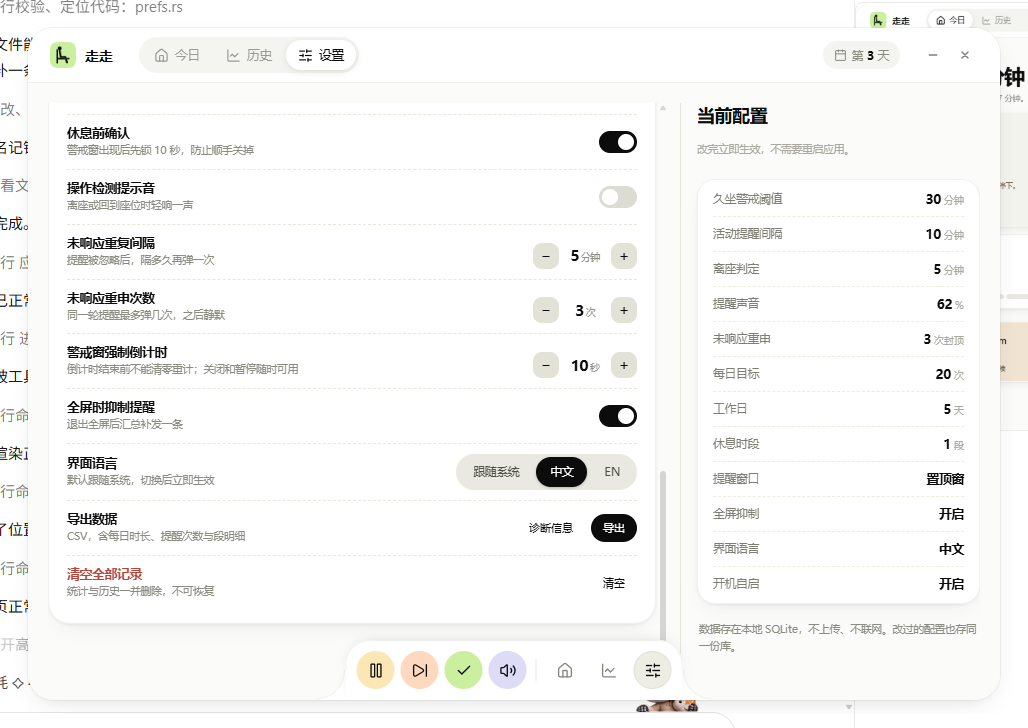 行校验、定位代码：prefs.rs
走走
今日
历史
走走
今日
历史
设置
第 3 天
休息前确认
警戒窗出现后先锁 10 秒，防止顺手关掉
操作检测提示音
离座或回到座位时轻响一声
未响应重复间隔
提醒被忽略后，隔多久再弹一次
− 5 分钟 +
未响应重申次数
同一轮提醒最多弹几次，之后静默
− 3 次 +
警戒窗强制倒计时
倒计时结束前不能清零重计；关闭和暂停随时可用
− 10 秒 +
全屏时抑制提醒
退出全屏后汇总补发一条
界面语言
默认跟随系统，切换后立即生效
跟随系统 中文 EN
导出数据
CSV，含每日时长、提醒次数与段明细
诊断信息 导出
清空全部记录
统计与历史一并删除，不可恢复
清空
当前配置
改完立即生效，不需要重启应用。
久坐警戒阈值 30 分钟
活动提醒间隔 10 分钟
离座判定 5 分钟
提醒声音 62 %
未响应重申 3 次封顶
每日目标 20 次
工作日 5 天
休息时段 1 段
提醒窗口 置顶窗
全屏抑制 开启
界面语言 中文
开机自启 开启
数据存在本地 SQLite，不上传、不联网。改过的配置也存同
一份库。